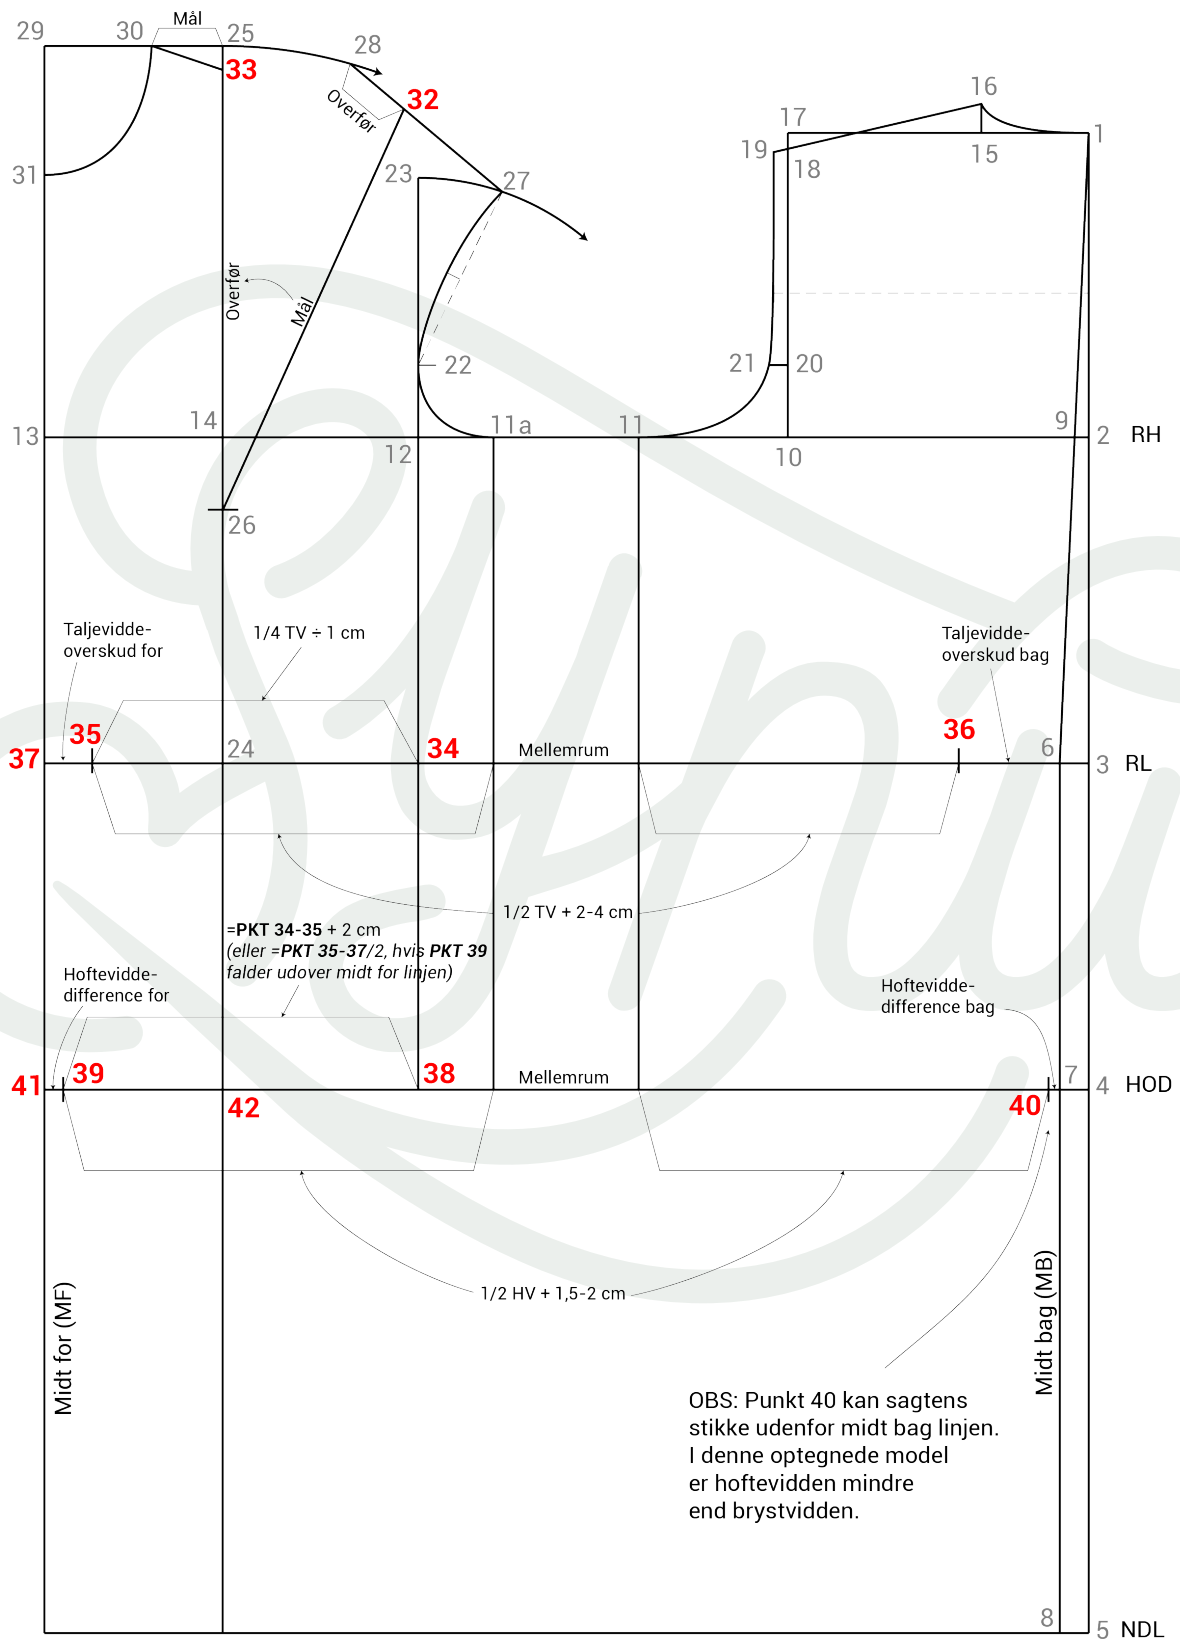 Mål
29
30
25
28
33
32
Overfør
16
17
1
19
15
18
31
23
27
Overfør
Mål
22
21
20
13
14
11a
11
9
2
RH
12
10
26
Taljevidde-
overskud for
1/4 TV ÷ 1 cm
Taljevidde-
overskud bag
35
36
37
24
34
Mellemrum
6
3
RL
1/2 TV + 2-4 cm
=PKT 34-35 + 2 cm
(eller =PKT 35-37/2, hvis PKT 39
falder udover midt for linjen)
Hoftevidde-
difference for
Hoftevidde-
difference bag
41
39
38
Mellemrum
7
4
HOD
42
40
1/2 HV + 1,5-2 cm
Midt for (MF)
Midt bag (MB)
OBS: Punkt 40 kan sagtens
stikke udenfor midt bag linjen.
I denne optegnede model
er hoftevidden mindre
end brystvidden.
8
5
NDL